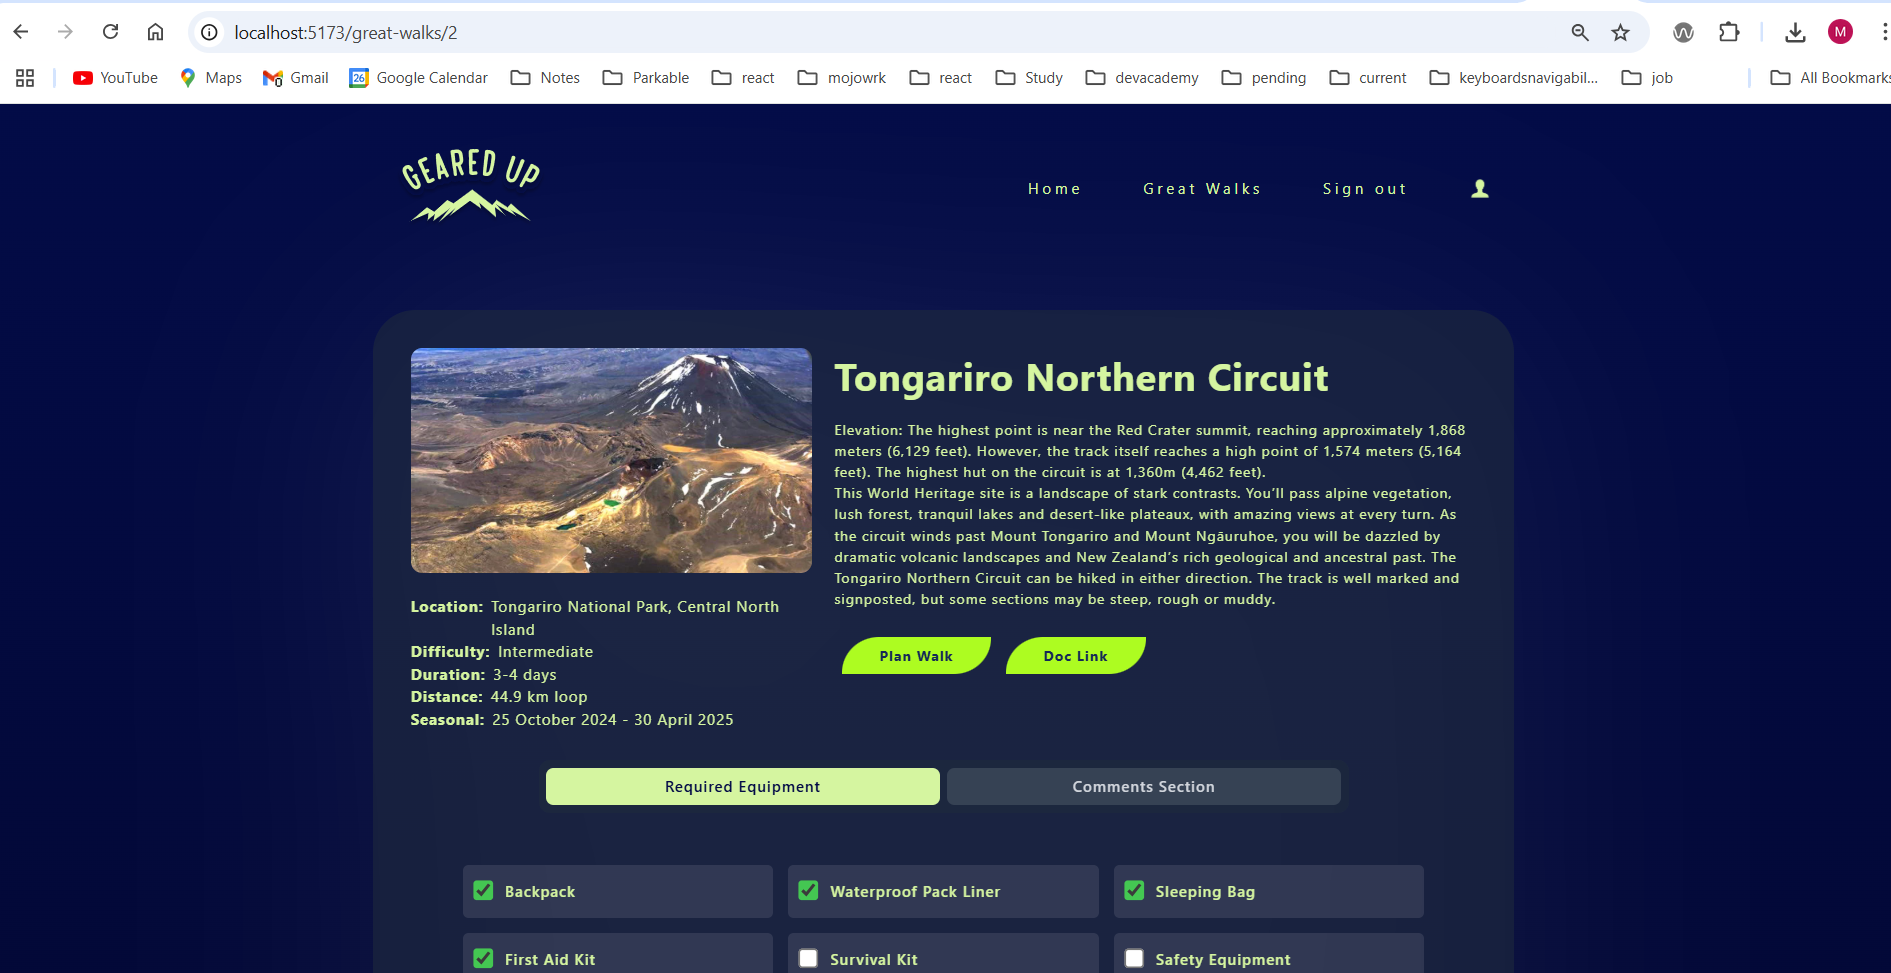 localhost:5173/great-walks/2
M
YouTube
Maps
Gmail
26
Google Calendar
Notes
Parkable
react
mojowrk
react
Study
devacademy
pending
current
keyboardsnavigabil...
job
All Bookmarks
GEARED UP
Home
Great Walks
Sign out
Tongariro Northern Circuit
Elevation: The highest point is near the Red Crater summit, reaching approximately 1,868
meters (6,129 feet). However, the track itself reaches a high point of 1,574 meters (5,164
feet). The highest hut on the circuit is at 1,360m (4,462 feet).
This World Heritage site is a landscape of stark contrasts. You’ll pass alpine vegetation,
lush forest, tranquil lakes and desert-like plateaux, with amazing views at every turn. As
the circuit winds past Mount Tongariro and Mount Ngāuruhoe, you will be dazzled by
dramatic volcanic landscapes and New Zealand’s rich geological and ancestral past. The
Tongariro Northern Circuit can be hiked in either direction. The track is well marked and
signposted, but some sections may be steep, rough or muddy.
Location: Tongariro National Park, Central North
Island
Difficulty: Intermediate
Duration: 3-4 days
Distance: 44.9 km loop
Seasonal: 25 October 2024 - 30 April 2025
Plan Walk
Doc Link
Required Equipment
Comments Section
Backpack
Waterproof Pack Liner
Sleeping Bag
First Aid Kit
Survival Kit
Safety Equipment